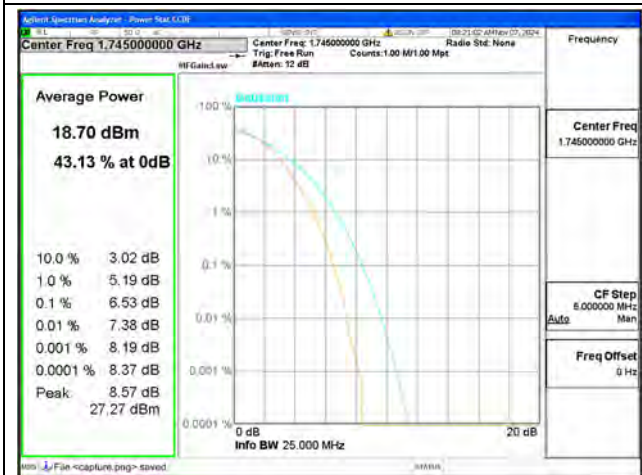 Agilent Spectrum Analyzer - Power Stat CCDF
Center Freq 1.745000000 GHz
Center Freq: 1.745000000 GHz
Radio Std: None
Trig: Free Run
Counts:1.00 M/1.00 Mpt
#IFGain:Low
#Atten: 12 dB
Frequency
Average Power
18.70 dBm
43.13 % at 0dB
10.0 % 3.02 dB
1.0 % 5.19 dB
0.1 % 6.53 dB
0.01 % 7.38 dB
0.001 % 8.19 dB
0.0001 % 8.37 dB
Peak 8.57 dB
27.27 dBm
Gaussian
100 %
10 %
1 %
0.1 %
0.01 %
0.001 %
0.0001 %
0 dB
20 dB
Info BW 25.000 MHz
Center Freq
1.745000000 GHz
CF Step
5.000000 MHz
Auto Man
Freq Offset
0 Hz
MSG File <capture.png> saved
STATUS